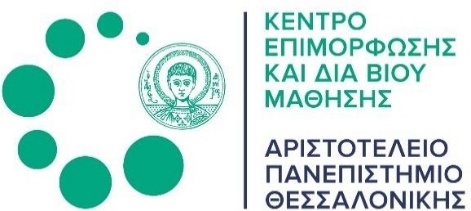 ΚΕΝΤΡΟ
ΕΠΙΜΟΡΦΩΣΗΣ
ΚΑΙ ΔΙΑ ΒΙΟΥ
ΜΑΘΗΣΗΣ
ΑΡΙΣΤΟΤΕΛΕΙΟ
ΠΑΝΕΠΙΣΤΗΜΙΟ
ΘΕΣΣΑΛΟΝΙΚΗΣ